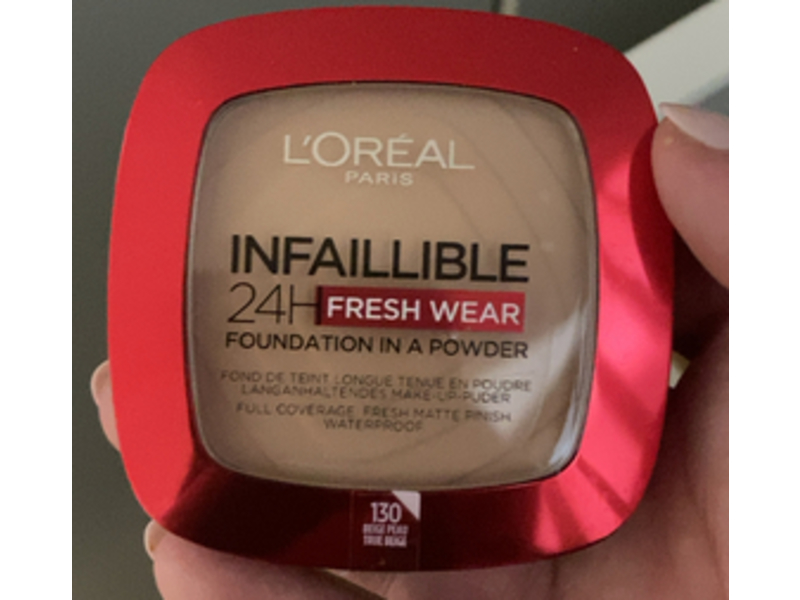 L'ORÉAL
PARIS
INFAILLIBLE
24H FRESH WEAR
FOUNDATION IN A POWDER
FOND DE TEINT LONGUE TENUE EN POUDRE
LANGANHALTENDES MAKE-UP-PUDER
FULL COVERAGE. FRESH MATTE FINISH.
WATERPROOF.
130
BEIGE PEAU
TRUE BEIGE